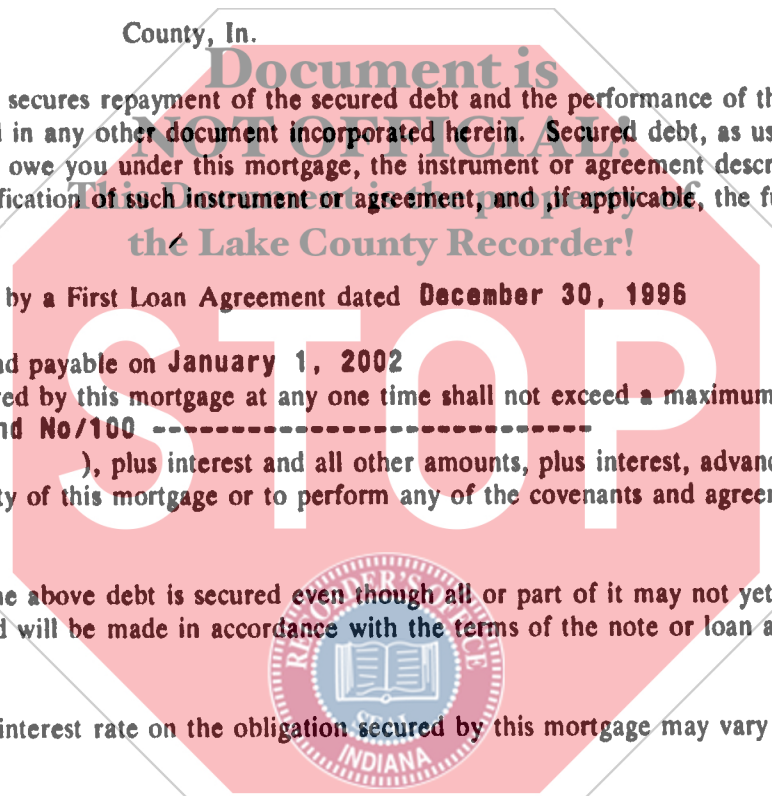 County, In.
Document is
secures repayment of the secured debt and the performance of th
in any other document incorporated herein. Secured debt, as us
NOT OFFICIAL!
owe you under this mortgage, the instrument or agreement descr
fication of such instrument or agreement, and ,if applicable, the fu
This Document is the property of
the Lake County Recorder!
by a First Loan Agreement dated December 30, 1996
d payable on January 1, 2002
ed by this mortgage at any one time shall not exceed a maximum
nd No/100 ----------------------------
), plus interest and all other amounts, plus interest, advanc
ty of this mortgage or to perform any of the covenants and agreem
STOP
e above debt is secured even though all or part of it may not yet
d will be made in accordance with the terms of the note or loan a
interest rate on the obligation secured by this mortgage may vary
RECORDER'S OFFICE
SEAL
INDIANA